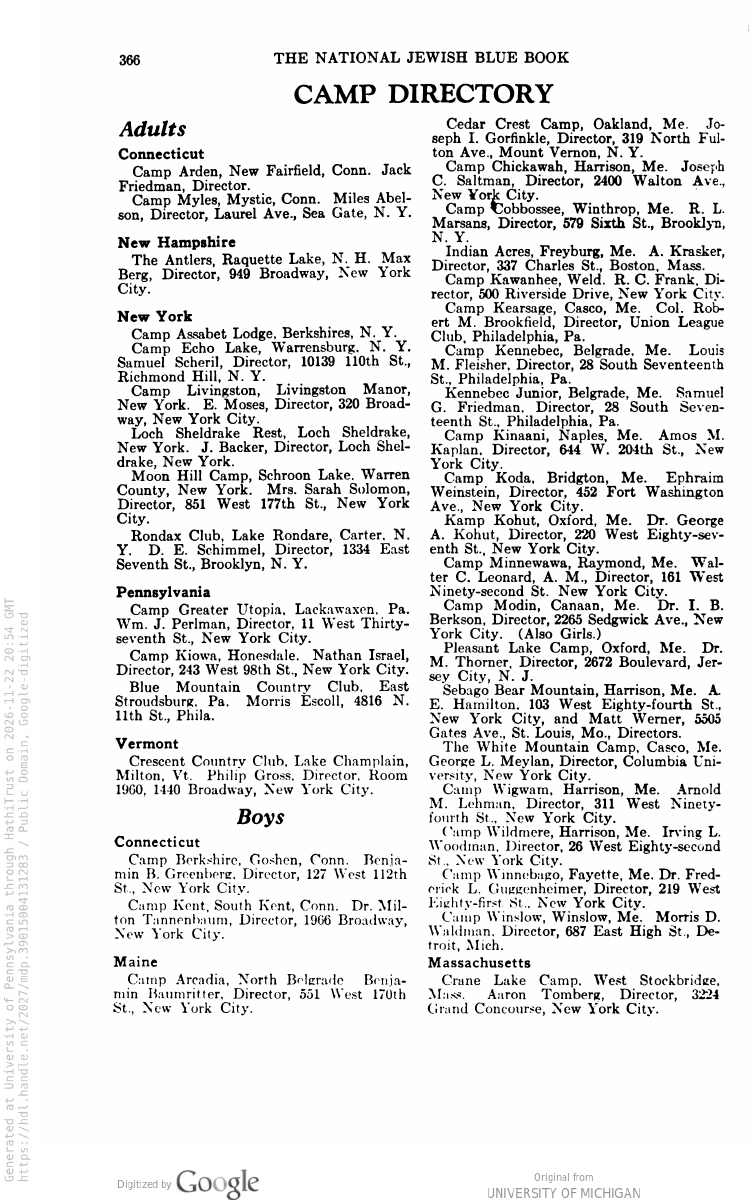 366
THE NATIONAL JEWISH BLUE BOOK
CAMP DIRECTORY
Adults
Connecticut
Camp Arden, New Fairfield, Conn. Jack
Friedman, Director.
Camp Myles, Mystic, Conn. Miles Abel-
son, Director, Laurel Ave., Sea Gate, N. Y.
New Hampshire
The Antlers, Raquette Lake, N. H. Max
Berg, Director, 949 Broadway, New York
City.
New York
Camp Assabet Lodge, Berkshires, N. Y.
Camp Echo Lake, Warrensburg, N. Y.
Samuel Scheril, Director, 10139 110th St.,
Richmond Hill, N. Y.
Camp Livingston, Livingston Manor,
New York. E. Moses, Director, 320 Broad-
way, New York City.
Loch Sheldrake Rest, Loch Sheldrake,
New York. J. Backer, Director, Loch Shel-
drake, New York.
Moon Hill Camp, Schroon Lake, Warren
County, New York. Mrs. Sarah Solomon,
Director, 851 West 177th St., New York
City.
Rondax Club, Lake Rondare, Carter, N.
Y. D. E. Schimmel, Director, 1334 East
Seventh St., Brooklyn, N. Y.
Pennsylvania
Camp Greater Utopia, Lackawaxen, Pa.
Wm. J. Perlman, Director, 11 West Thirty-
seventh St., New York City.
Camp Kiowa, Honesdale. Nathan Israel,
Director, 243 West 98th St., New York City.
Blue Mountain Country Club, East
Stroudsburg, Pa. Morris Escoll, 4816 N.
11th St., Phila.
Vermont
Crescent Country Club, Lake Champlain,
Milton, Vt. Philip Gross, Director, Room
1960, 1440 Broadway, New York City.
Boys
Connecticut
Camp Berkshire, Goshen, Conn. Benja-
min B. Greenberg, Director, 127 West 112th
St., New York City.
Camp Kent, South Kent, Conn. Dr. Mil-
ton Tannenbaum, Director, 1966 Broadway,
New York City.
Maine
Camp Arcadia, North Belgrade Benja-
min Baumritter, Director, 551 West 170th
St., New York City.
Cedar Crest Camp, Oakland, Me. Jo-
seph I. Gorfinkle, Director, 319 North Ful-
ton Ave., Mount Vernon, N. Y.
Camp Chickawah, Harrison, Me. Joseph
C. Saltman, Director, 2400 Walton Ave.,
New York City.
Camp Cobbossee, Winthrop, Me. R. L.
Marsans, Director, 579 Sixth St., Brooklyn,
N. Y.
Indian Acres, Freyburg, Me. A. Krasker,
Director, 337 Charles St., Boston, Mass.
Camp Kawanhee, Weld. R. C. Frank, Di-
rector, 500 Riverside Drive, New York City.
Camp Kearsage, Casco, Me. Col. Rob-
ert M. Brookfield, Director, Union League
Club, Philadelphia, Pa.
Camp Kennebec, Belgrade, Me. Louis
M. Fleisher, Director, 28 South Seventeenth
St., Philadelphia, Pa.
Kennebec Junior, Belgrade, Me. Samuel
G. Friedman, Director, 28 South Seven-
teenth St., Philadelphia, Pa.
Camp Kinaani, Naples, Me. Amos M.
Kaplan, Director, 644 W. 204th St., New
York City.
Camp Koda, Bridgton, Me. Ephraim
Weinstein, Director, 452 Fort Washington
Ave., New York City.
Kamp Kohut, Oxford, Me. Dr. George
A. Kohut, Director, 220 West Eighty-sev-
enth St., New York City.
Camp Minnewawa, Raymond, Me. Wal-
ter C. Leonard, A. M., Director, 161 West
Ninety-second St. New York City.
Camp Modin, Canaan, Me. Dr. I. B.
Berkson, Director, 2265 Sedgwick Ave., New
York City. (Also Girls.)
Pleasant Lake Camp, Oxford, Me. Dr.
M. Thorner, Director, 2672 Boulevard, Jer-
sey City, N. J.
Sebago Bear Mountain, Harrison, Me. A.
E. Hamilton, 103 West Eighty-fourth St.,
New York City, and Matt Werner, 5505
Gates Ave., St. Louis, Mo., Directors.
The White Mountain Camp, Casco, Me.
George L. Meylan, Director, Columbia Uni-
versity, New York City.
Camp Wigwam, Harrison, Me. Arnold
M. Lehman, Director, 311 West Ninety-
fourth St., New York City.
Camp Wildmere, Harrison, Me. Irving L.
Woodman, Director, 26 West Eighty-second
St., New York City.
Camp Winnebago, Fayette, Me. Dr. Fred-
erick L. Guggenheimer, Director, 219 West
Eighty-first St., New York City.
Camp Winslow, Winslow, Me. Morris D.
Waldman, Director, 687 East High St., De-
troit, Mich.
Massachusetts
Crane Lake Camp, West Stockbridge,
Mass. Aaron Tomberg, Director, 3224
Grand Concourse, New York City.
Generated at University of Pennsylvania through HathiTrust on 2026-11-22 20:54 GMT
https://hdl.handle.net/2027/mdp.39015004131283 / Public Domain, Google-digitized
Digitized by Google
Original from
UNIVERSITY OF MICHIGAN